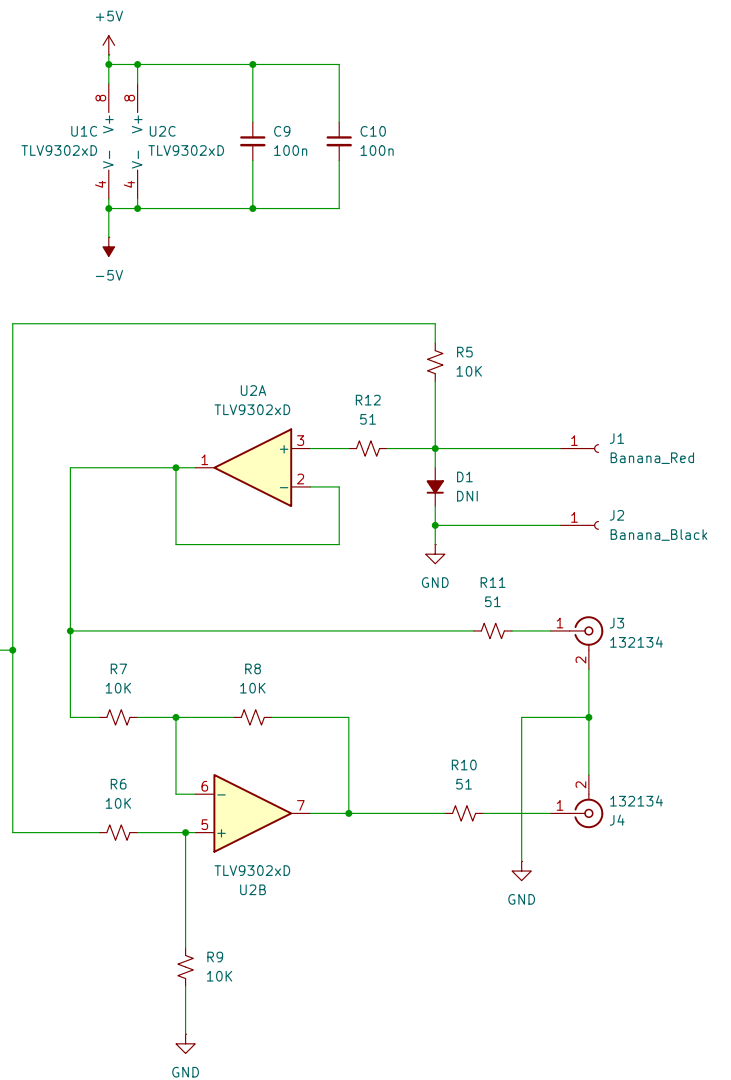 +5V
8
8
V+
V+
U1C
U2C
TLV9302xD
TLV9302xD
V−
V−
4
4
C9
100n
C10
100n
−5V
R5
10K
U2A
TLV9302xD
R12
51
1
+
3
−
2
1
J1
Banana_Red
D1
DNI
1
J2
Banana_Black
GND
R11
51
1
J3
132134
2
R7
10K
R8
10K
R10
51
R6
10K
6
−
7
5
+
2
1
132134
J4
TLV9302xD
U2B
GND
R9
10K
GND